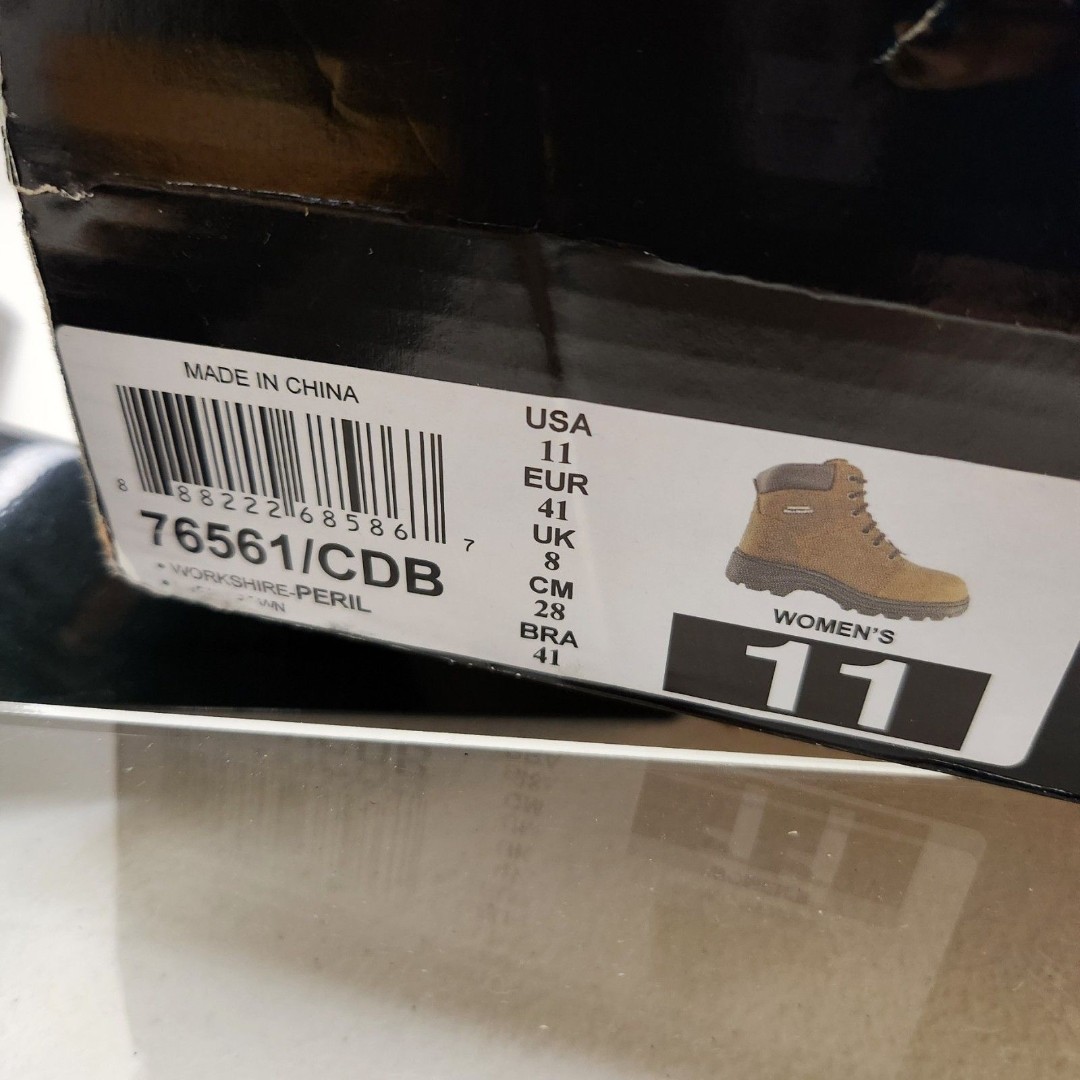 MADE IN CHINA
8 88222 68586 7
76561/CDB
• WORKSHIRE-PERIL
USA
11
EUR
41
UK
8
CM
28
BRA
41
WOMEN'S
11